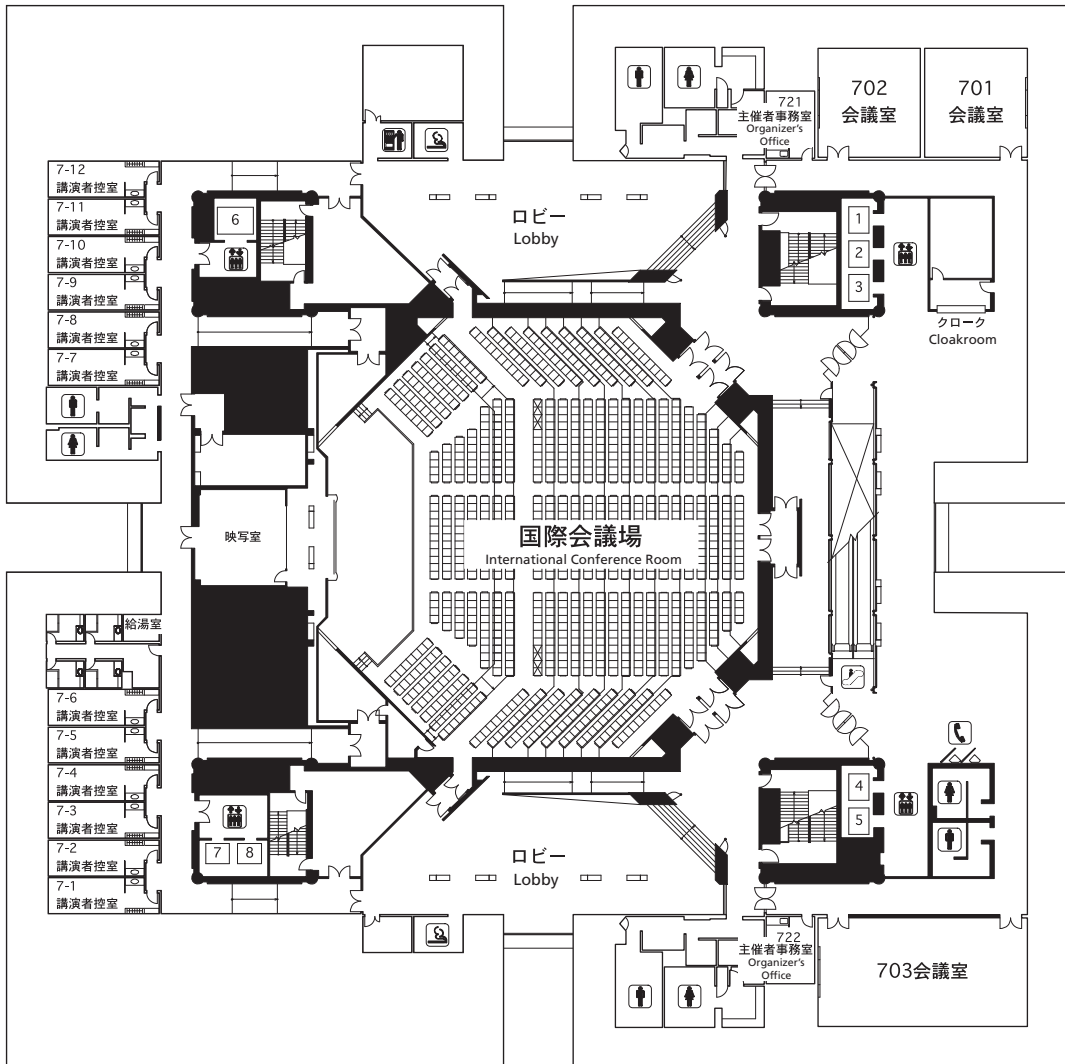 702
会議室
701
会議室
721
主催者事務室
Organizer's
Office
7-12
講演者控室
7-11
講演者控室
7-10
講演者控室
7-9
講演者控室
7-8
講演者控室
7-7
講演者控室
6
ロビー
Lobby
1
2
3
クローク
Cloakroom
映写室
国際会議場
International Conference Room
給湯室
7-6
講演者控室
7-5
講演者控室
7-4
講演者控室
7-3
講演者控室
7-2
講演者控室
7-1
講演者控室
7
8
ロビー
Lobby
4
5
722
主催者事務室
Organizer's
Office
703会議室